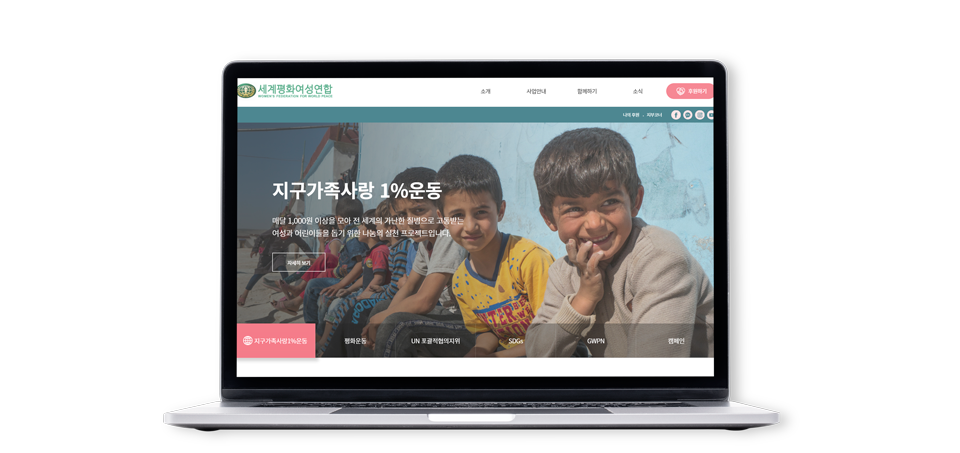 세계평화여성연합
WOMEN'S FEDERATION FOR WORLD PEACE
소개
사업안내
함께하기
소식
후원하기
나의 후원
지부보내
지구가족사랑 1%운동
매달 1,000원 이상을 모아 전 세계의 가난한 질병으로 고통받는
여성과 어린이들을 돕기 위한 나눔의 실천 프로젝트입니다.
자세히 보기
지구가족사랑1%운동
평화운동
UN 포괄적협의지위
SDGs
GWPN
캠페인